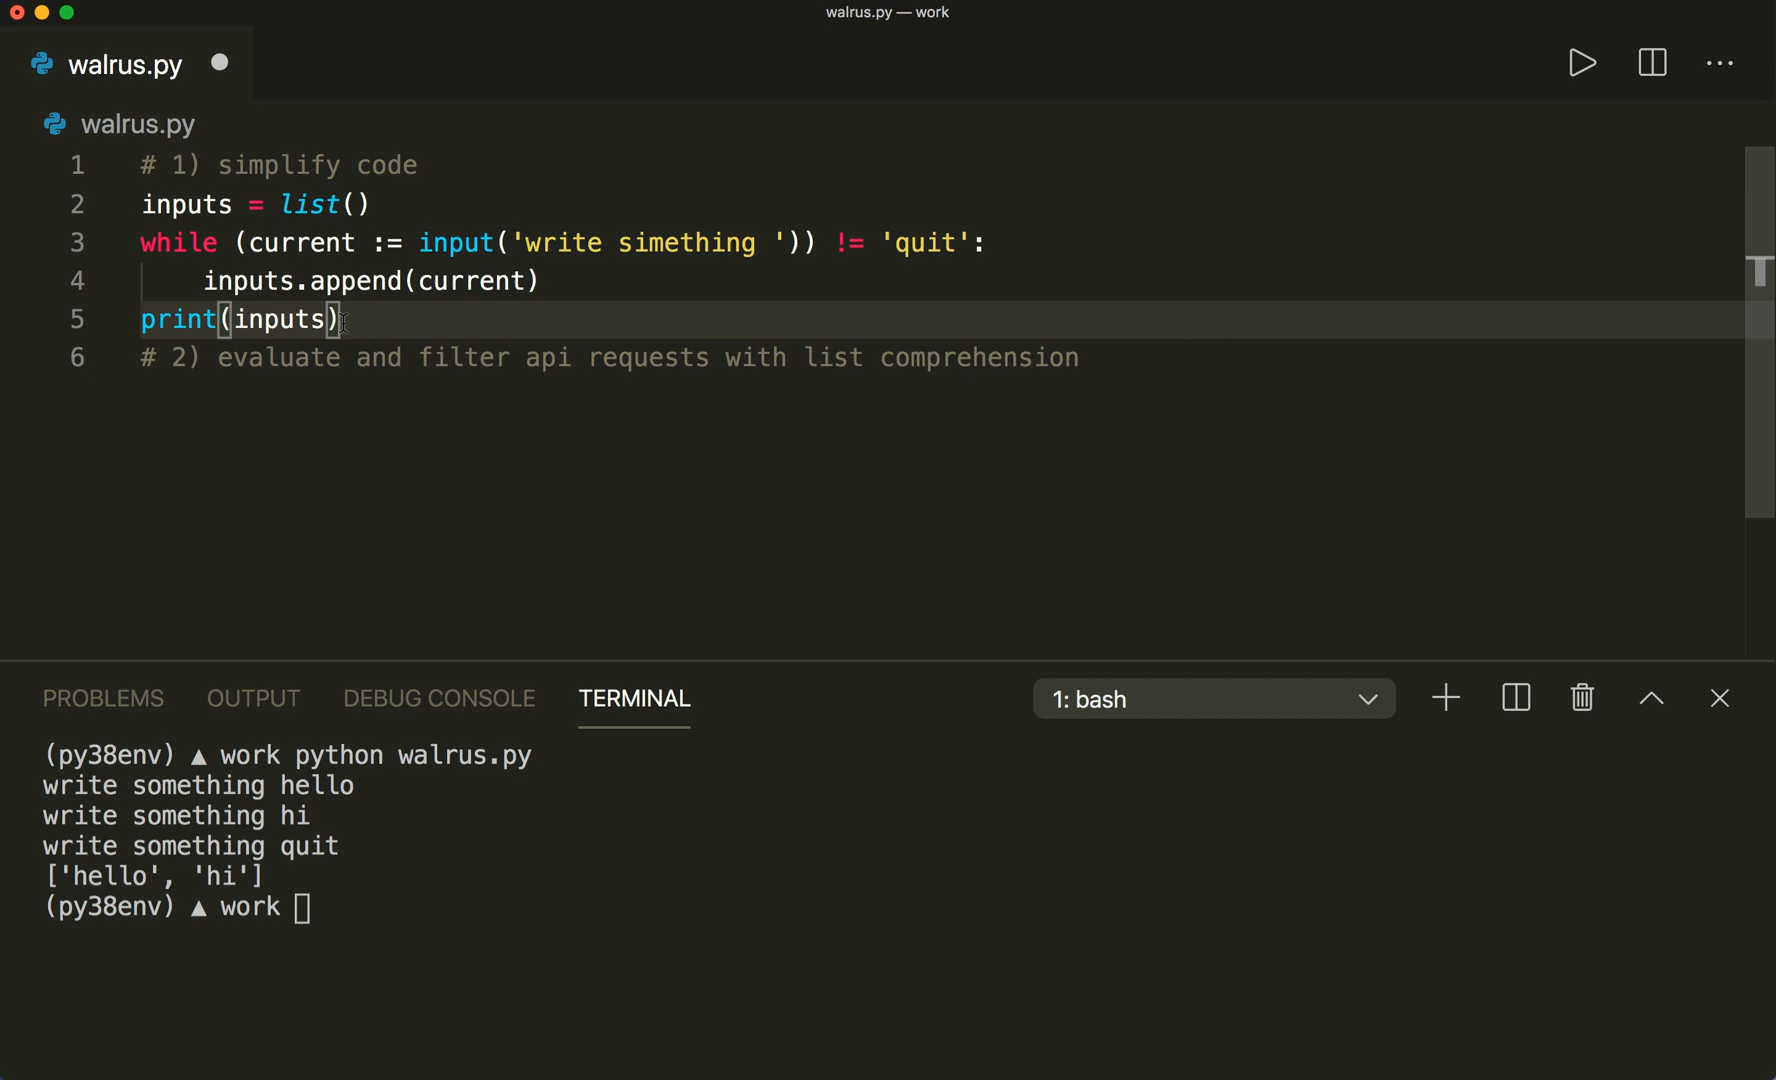 walrus.py — work
walrus.py
walrus.py
1 # 1) simplify code
2 inputs = list()
3 while (current := input('write simething ')) != 'quit':
4     inputs.append(current)
5 print(inputs)
6 # 2) evaluate and filter api requests with list comprehension
PROBLEMS OUTPUT DEBUG CONSOLE TERMINAL 1: bash
(py38env) ▲ work python walrus.py
write something hello
write something hi
write something quit
['hello', 'hi']
(py38env) ▲ work